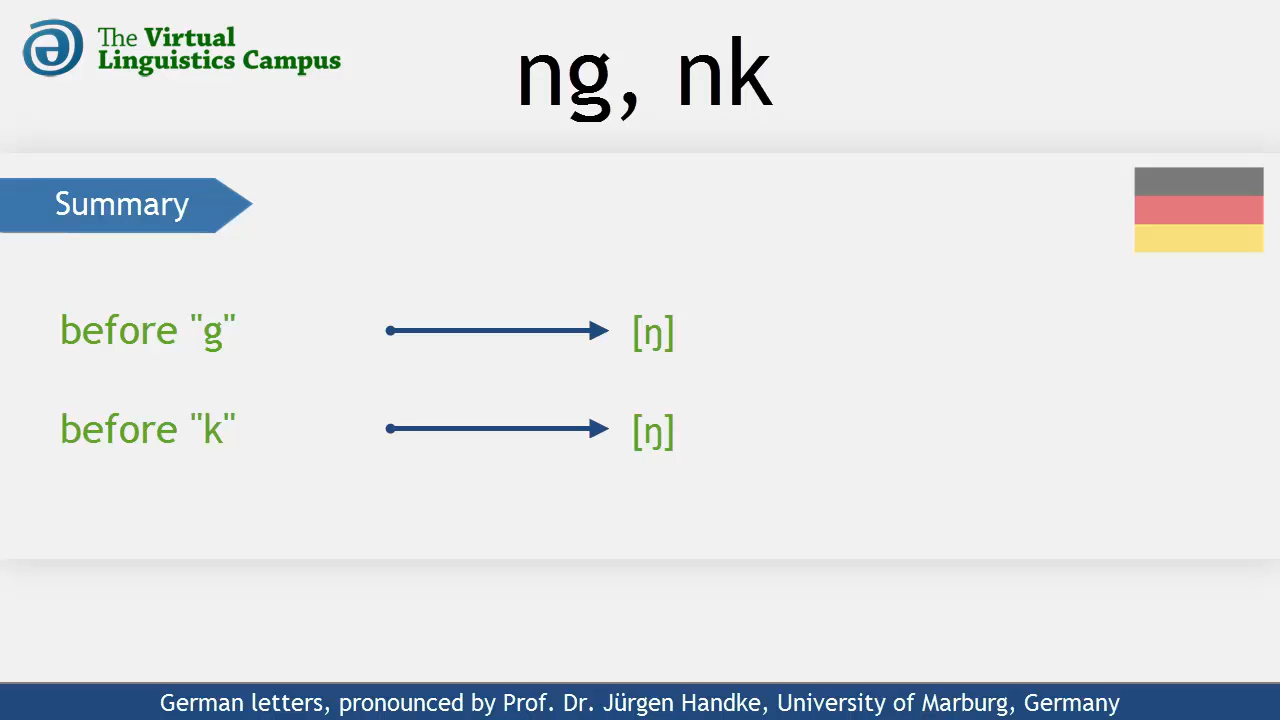 The Virtual
Linguistics Campus
ng, nk
Summary
before "g" [ŋ]
before "k" [ŋ]
German letters, pronounced by Prof. Dr. Jürgen Handke, University of Marburg, Germany